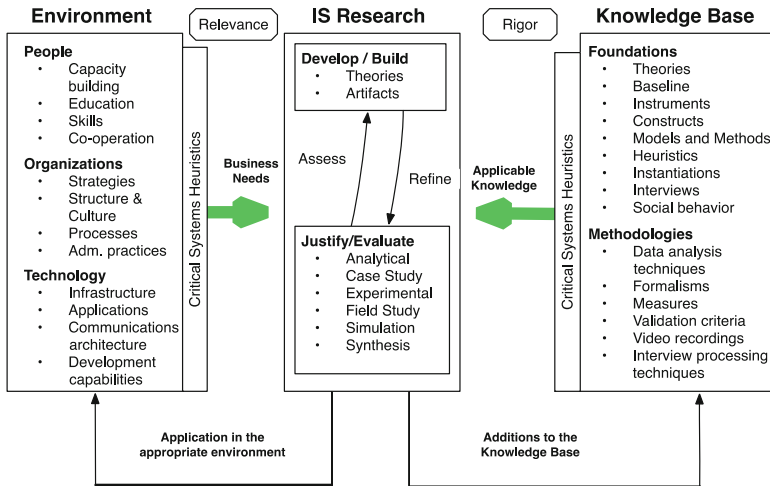 Environment
Relevance
IS Research
Rigor
Knowledge Base
People
• Capacity
building
• Education
• Skills
• Co-operation
Organizations
• Strategies
• Structure &
Culture
• Processes
• Adm. practices
Technology
• Infrastructure
• Applications
• Communications
architecture
• Development
capabilities
Critical Systems Heuristics
Business
Needs
Develop / Build
• Theories
• Artifacts
Assess
Refine
Justify/Evaluate
• Analytical
• Case Study
• Experimental
• Field Study
• Simulation
• Synthesis
Applicable
Knowledge
Critical Systems Heuristics
Foundations
• Theories
• Baseline
• Instruments
• Constructs
• Models and Methods
• Heuristics
• Instantiations
• Interviews
• Social behavior
Methodologies
• Data analysis
techniques
• Formalisms
• Measures
• Validation criteria
• Video recordings
• Interview processing
techniques
Application in the
appropriate environment
Additions to the
Knowledge Base